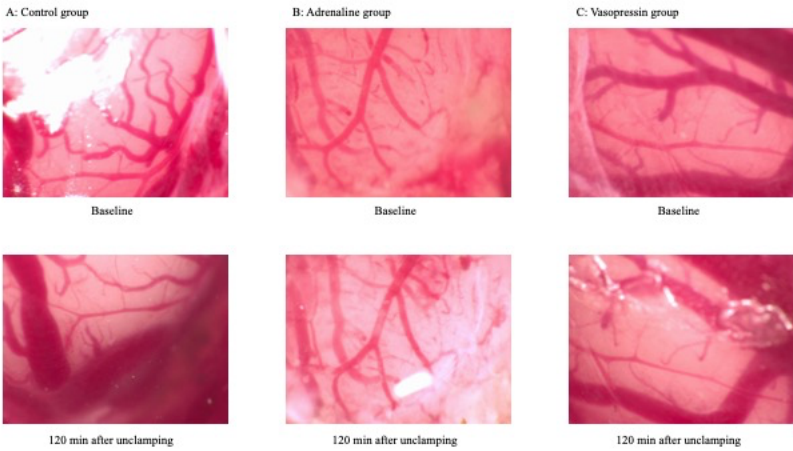 A: Control group
B: Adrenaline group
C: Vasopressin group
Baseline
Baseline
Baseline
120 min after unclamping
120 min after unclamping
120 min after unclamping